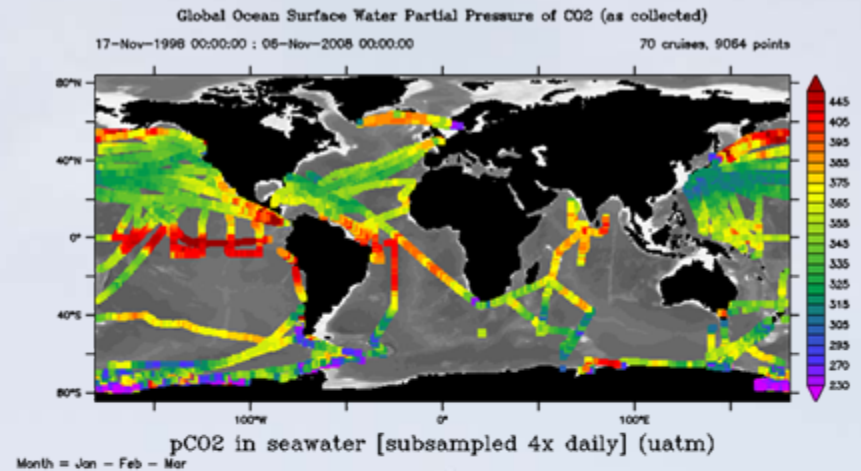 Global Ocean Surface Water Partial Pressure of CO2 (as collected)
17-Nov-1998 00:00:00 : 06-Nov-2008 00:00:00
70 cruises, 9064 points
80°N
40°N
0°
40°S
80°S
100°W
0°
100°E
445
405
395
385
375
365
355
345
335
325
315
305
295
270
230
pCO2 in seawater [subsampled 4x daily] (uatm)
Month = Jan - Feb - Mar